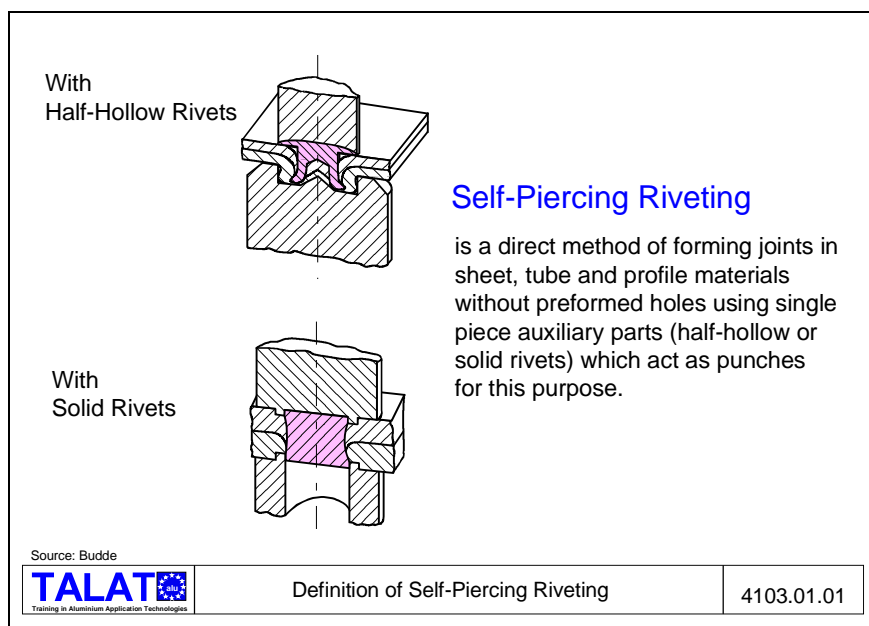 With
Half-Hollow Rivets
Self-Piercing Riveting
is a direct method of forming joints in
sheet, tube and profile materials
without preformed holes using single
piece auxiliary parts (half-hollow or
solid rivets) which act as punches
for this purpose.
With
Solid Rivets
Source: Budde
TALAT
alu
Training in Aluminium Application Technologies
Definition of Self-Piercing Riveting
4103.01.01